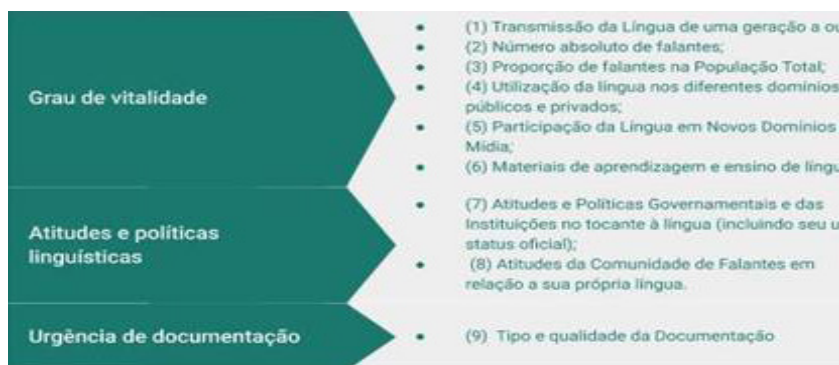 Grau de vitalidade
(1) Transmissão da Língua de uma geração a
(2) Número absoluto de falantes;
(3) Proporção de falantes na População Total;
(4) Utilização da língua nos diferentes domínios
públicos e privados;
(5) Participação da Língua em Novos Domínios
Mídia;
(6) Materiais de aprendizagem e ensino de
Atitudes e políticas
linguísticas
(7) Atitudes e Políticas Governamentais e das
Instituições no tocante à língua (incluindo seu
status oficial);
(8) Atitudes da Comunidade de Falantes em
relação a sua própria língua.
Urgência de documentação
(9) Tipo e qualidade da Documentação